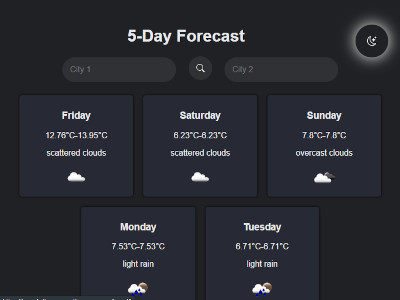 5-Day Forecast
City 1
City 2
Friday
12.76°C-13.95°C
scattered clouds
Saturday
6.23°C-6.23°C
scattered clouds
Sunday
7.8°C-7.8°C
overcast clouds
Monday
7.53°C-7.53°C
light rain
Tuesday
6.71°C-6.71°C
light rain